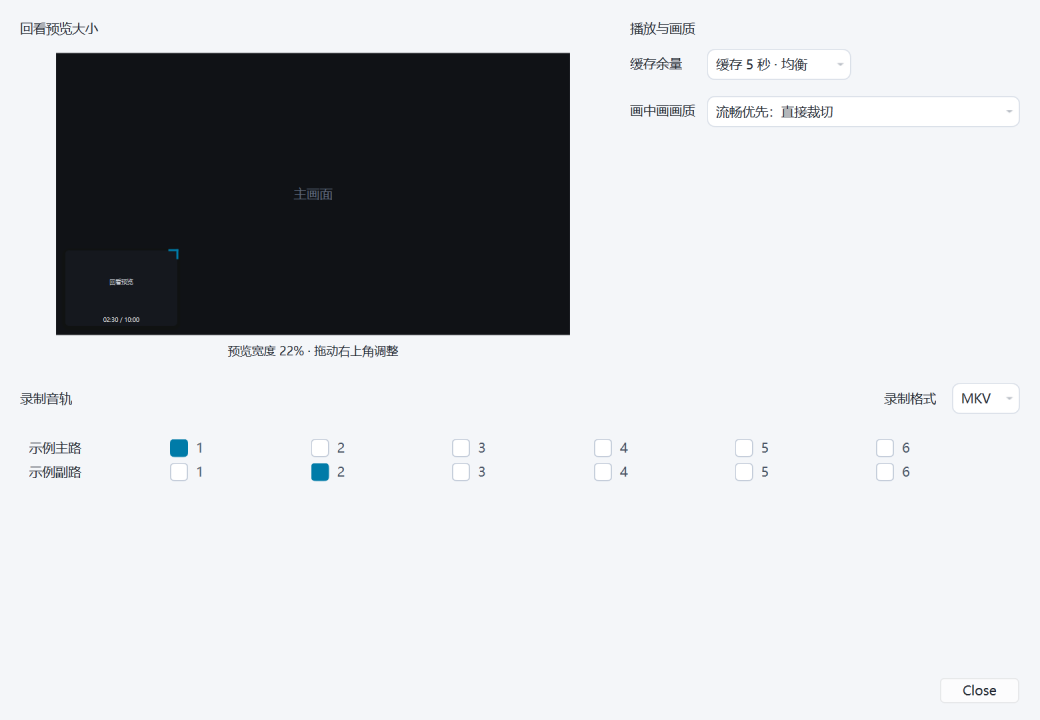 回看预览大小
播放与画质
缓存余量 缓存 5 秒 · 均衡
画中画画质 流畅优先：直接裁切
主画面
回看预览
02:30 / 10:00
预览宽度 22% · 拖动右上角调整
录制音轨
录制格式 MKV
示例主路 1 2 3 4 5 6
示例副路 1 2 3 4 5 6
Close